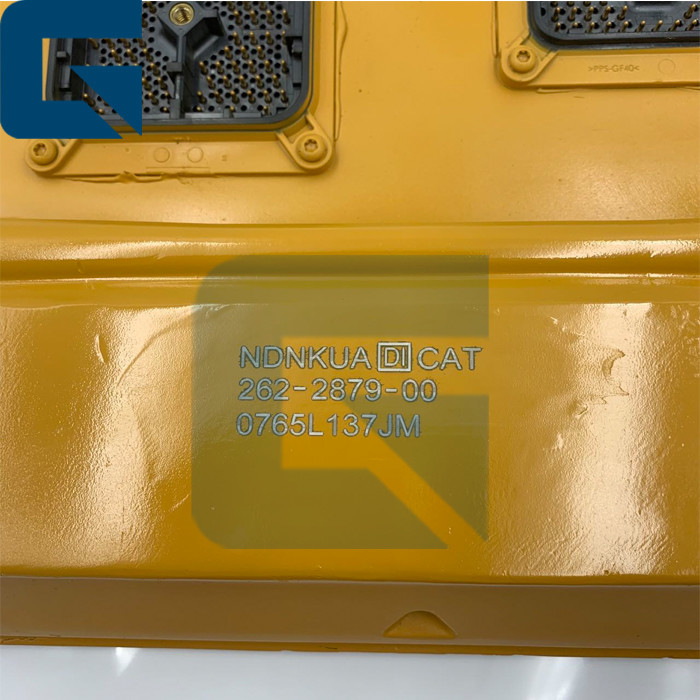 >PPS-GF40<
NDNKUA DI CAT
262-2879-00
0765L137JM